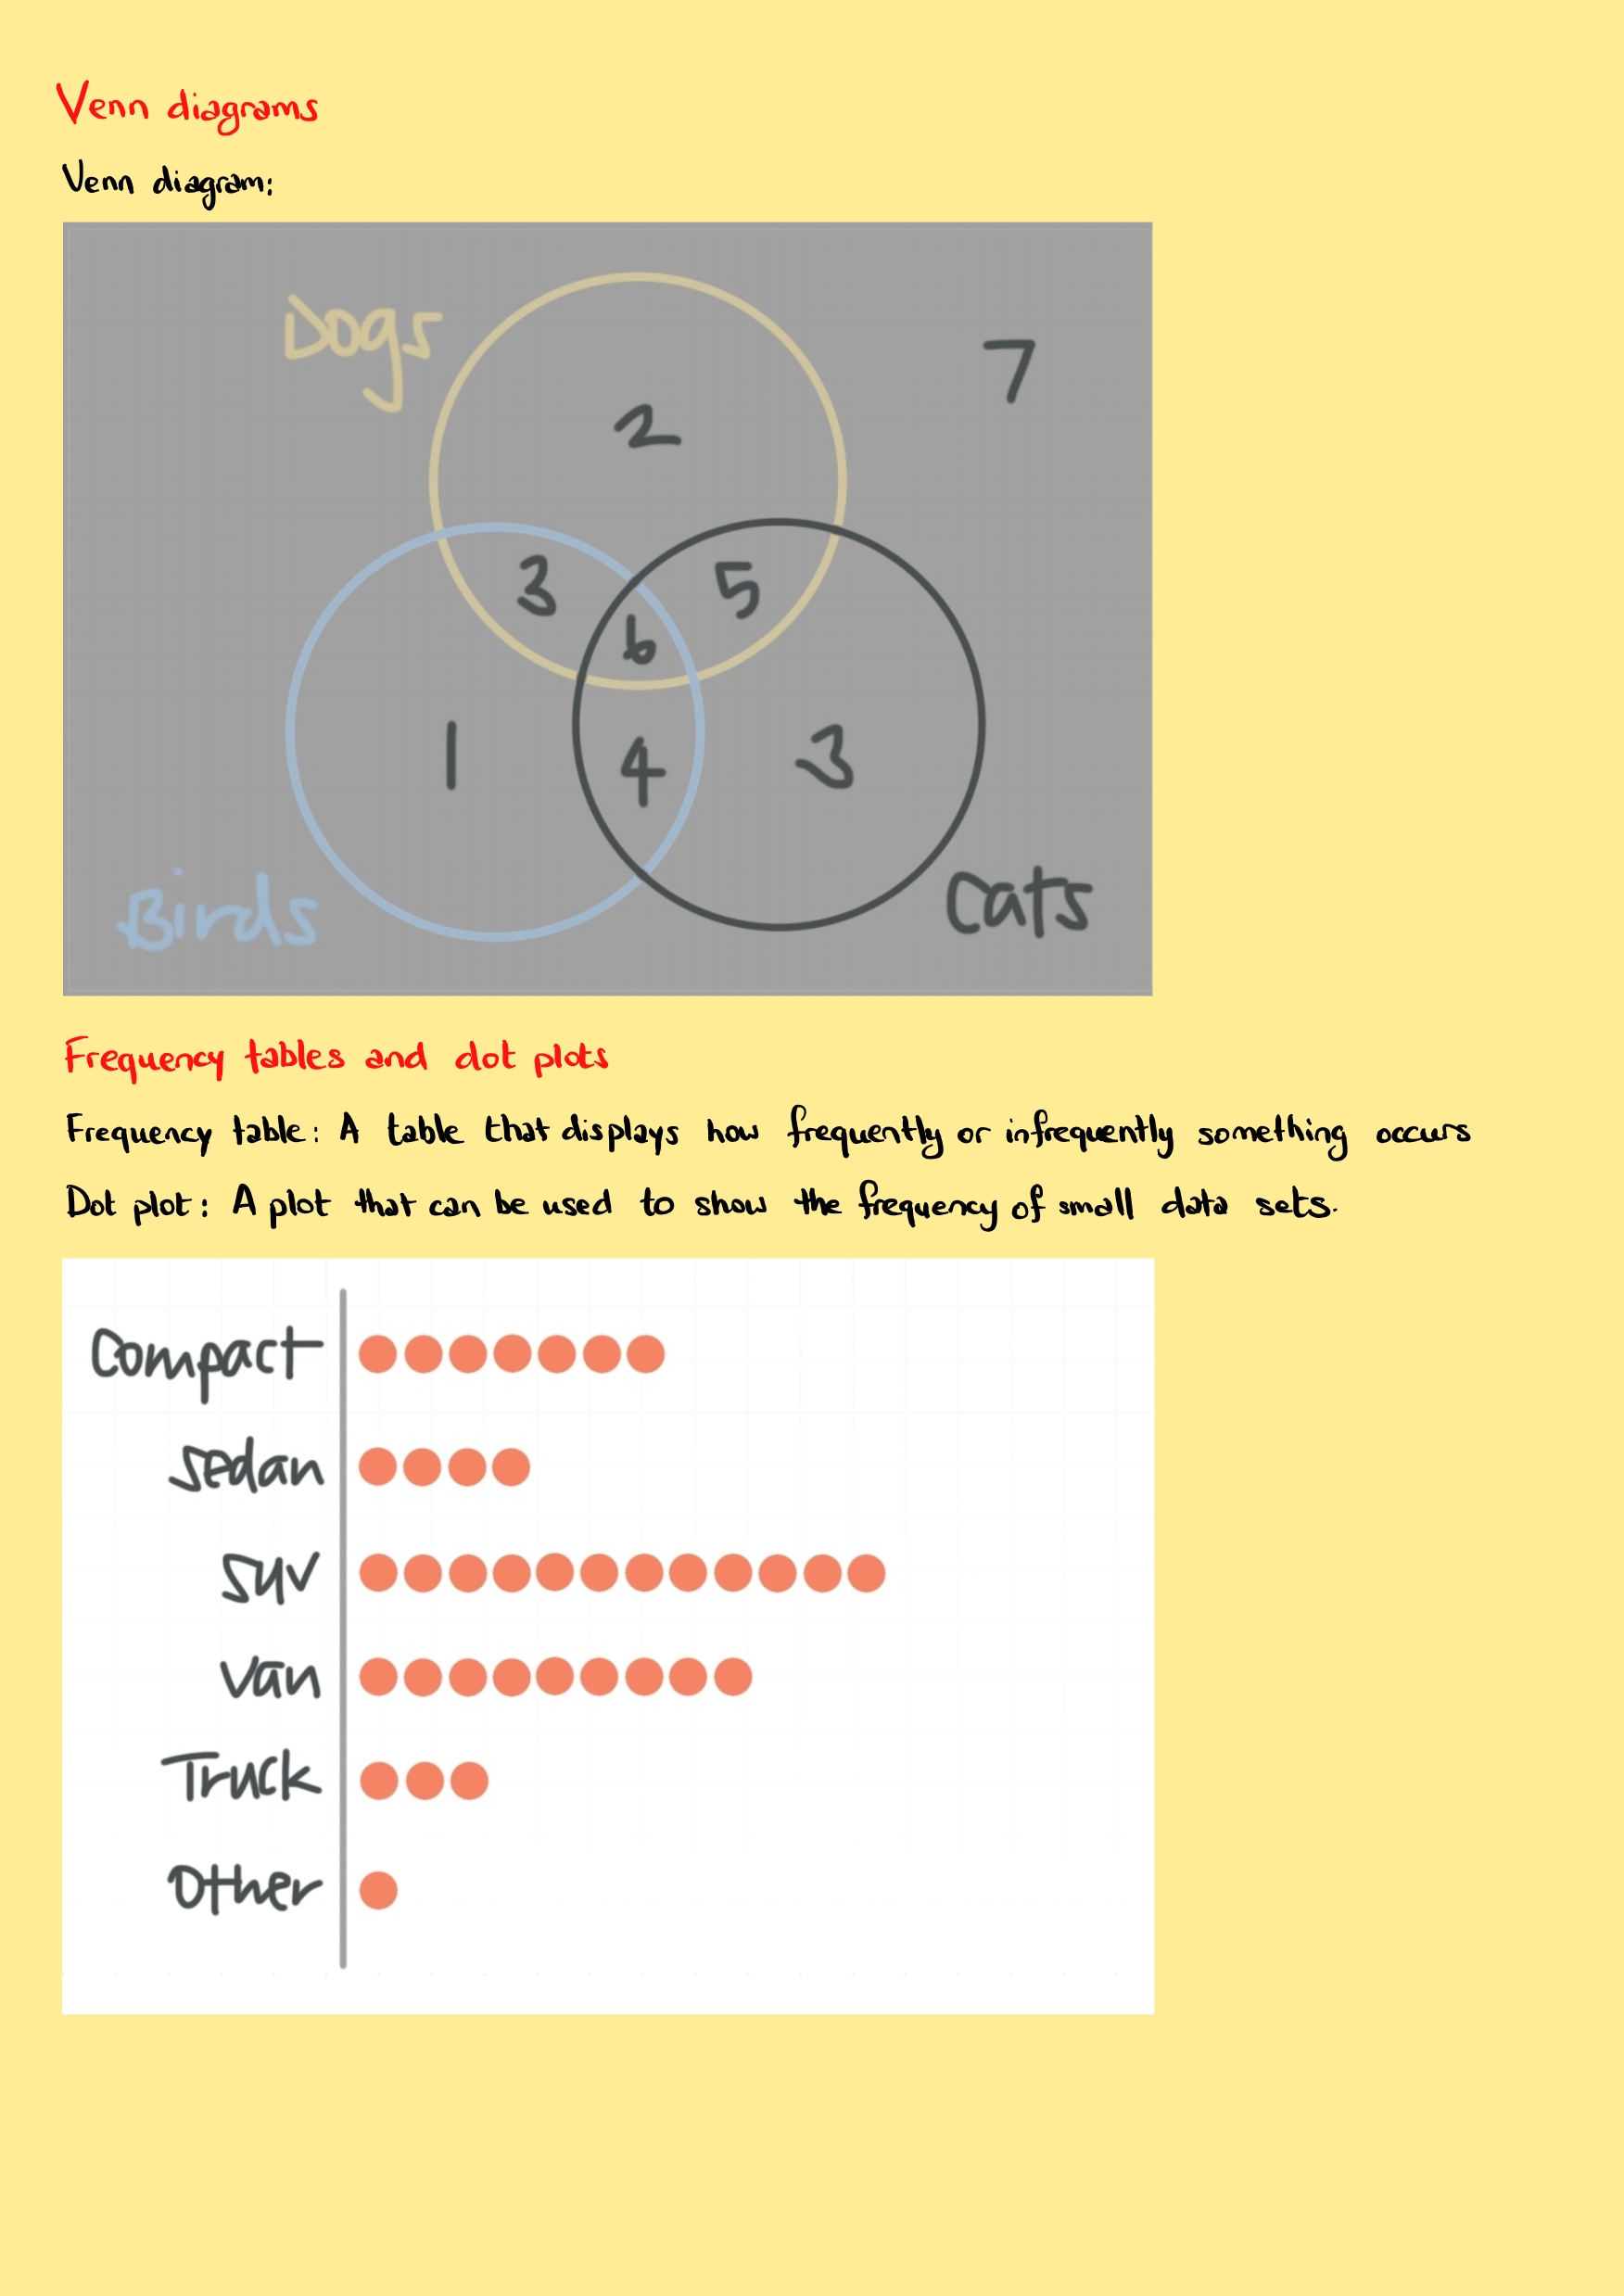 Venn diagrams
Venn diagram:
Dogs
7
2
3
5
6
1
4
3
Birds
Cats
Frequency tables and dot plots
Frequency table: A table that displays how frequently or infrequently something occurs
Dot plot: A plot that can be used to show the frequency of small data sets.
Compact
Sedan
SUV
Van
Truck
Other